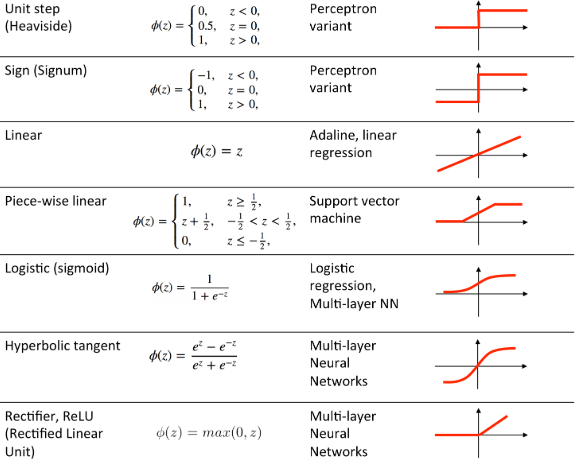 Unit step
(Heaviside)
φ(z) = { 0, z < 0,
0.5, z = 0,
1, z > 0,
Perceptron
variant
Sign (Signum)
φ(z) = { −1, z < 0,
0, z = 0,
1, z > 0,
Perceptron
variant
Linear
φ(z) = z
Adaline, linear
regression
Piece-wise linear
φ(z) = { 1, z ≥ 1/2,
z + 1/2, −1/2 < z < 1/2,
0, z ≤ −1/2,
Support vector
machine
Logistic (sigmoid)
φ(z) = 1 / (1 + e^−z)
Logistic
regression,
Multi-layer NN
Hyperbolic tangent
φ(z) = (e^z − e^−z) / (e^z + e^−z)
Multi-layer
Neural
Networks
Rectifier, ReLU
(Rectified Linear
Unit)
φ(z) = max(0, z)
Multi-layer
Neural
Networks